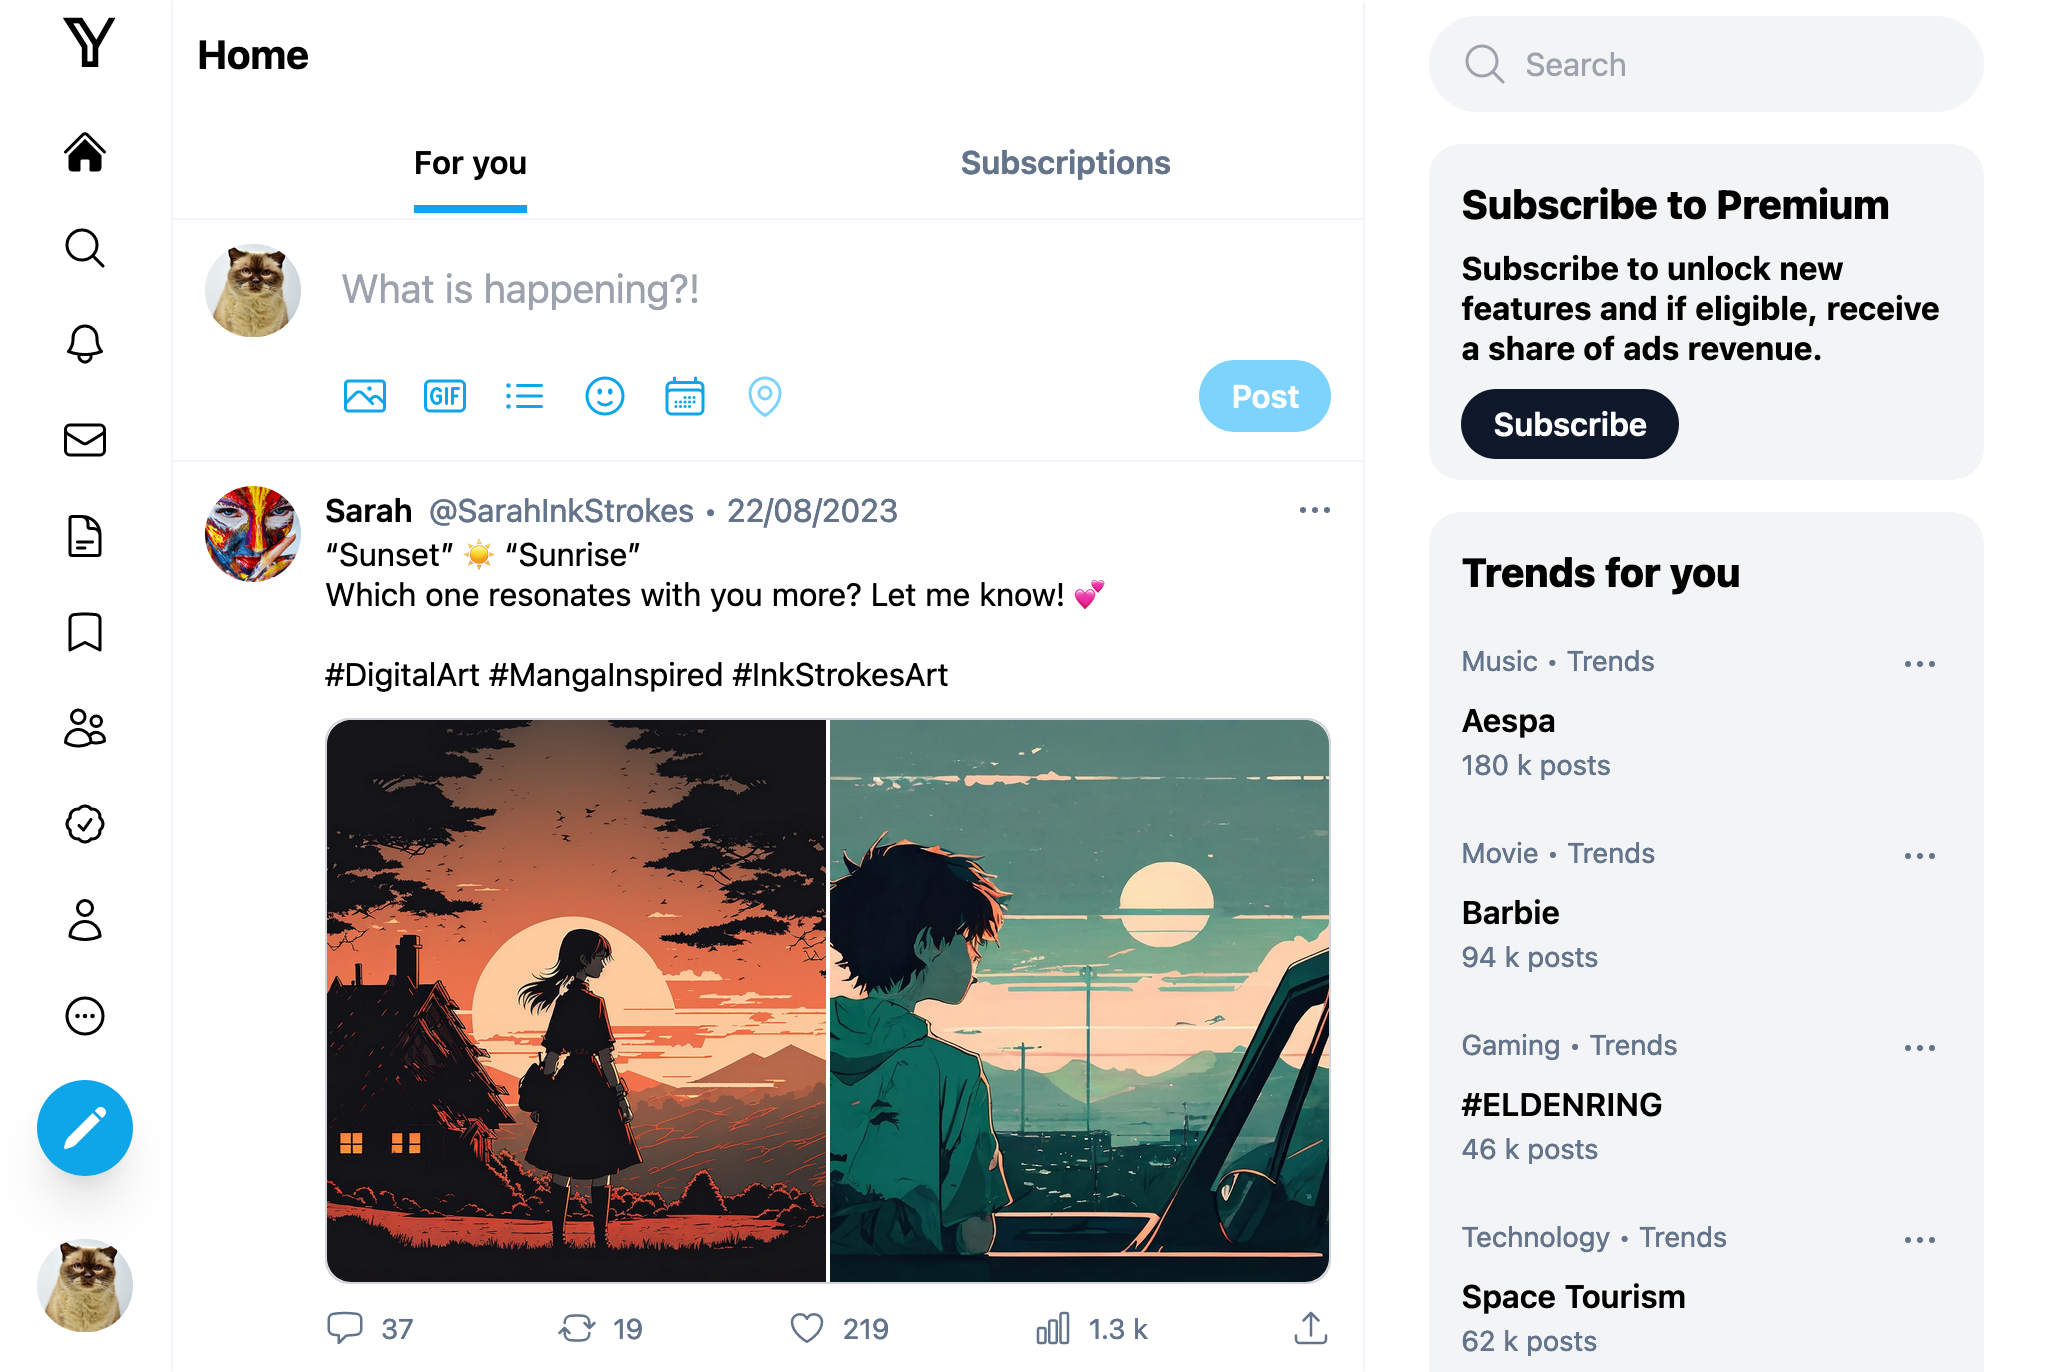 Y
Home
For you
Subscriptions
What is happening?!
GIF
Post
Sarah @SarahInkStrokes • 22/08/2023
“Sunset” ☀️ “Sunrise”
Which one resonates with you more? Let me know! 💕
#DigitalArt #MangaInspired #InkStrokesArt
37
19
219
1.3 k
Search
Subscribe to Premium
Subscribe to unlock new
features and if eligible, receive
a share of ads revenue.
Subscribe
Trends for you
Music • Trends
Aespa
180 k posts
Movie • Trends
Barbie
94 k posts
Gaming • Trends
#ELDENRING
46 k posts
Technology • Trends
Space Tourism
62 k posts